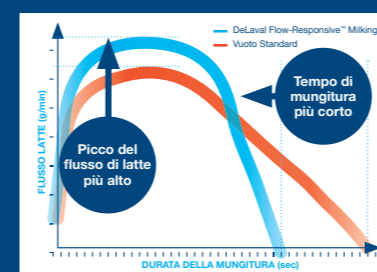 DeLaval Flow-Responsive™ Milking
Vuoto Standard
Tempo di
mungitura
più corto
Picco del
flusso di latte
più alto
FLUSSO LATTE (g/min)
DURATA DELLA MUNGITURA (sec)